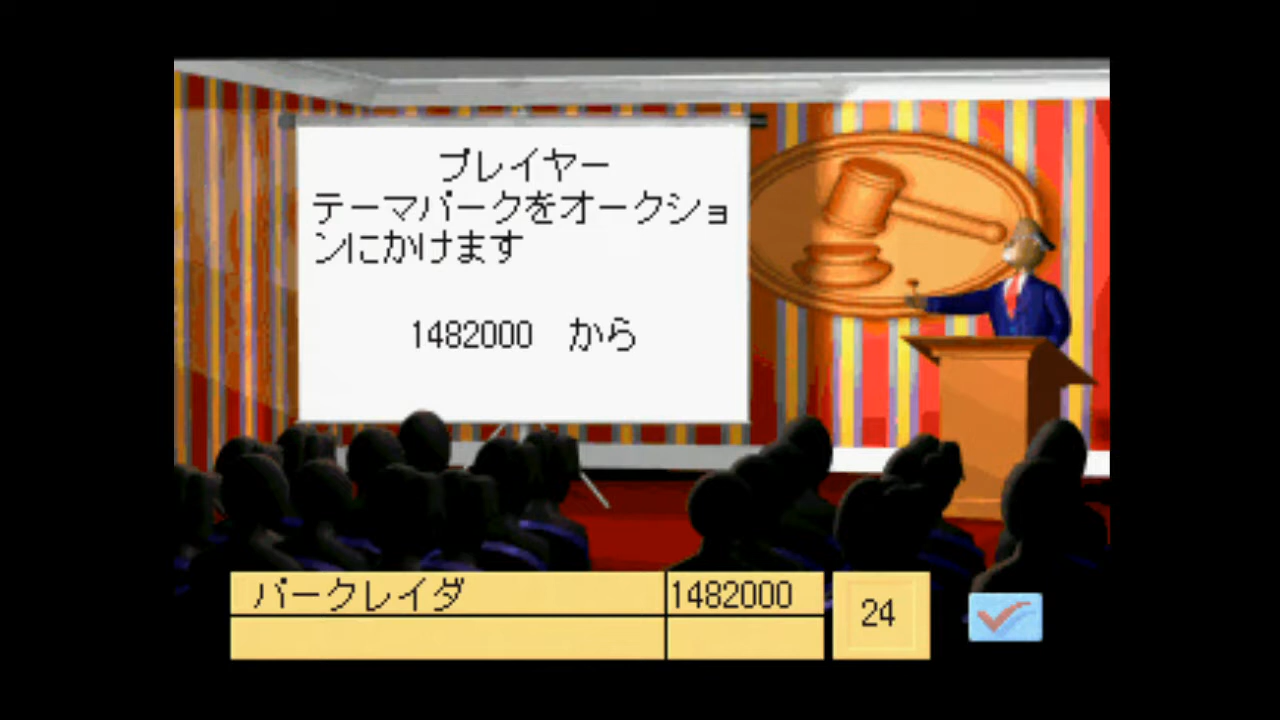 プレイヤー
テーマパークをオークショ
ンにかけます
1482000 から
パークレイダ 1482000
24